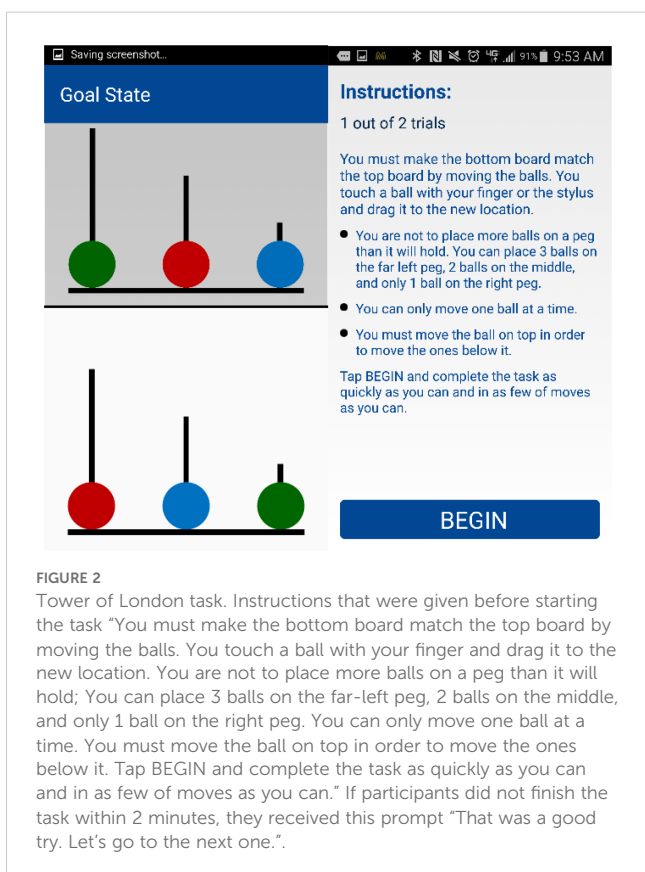 Saving screenshot...
91% 9:53 AM
Goal State
Instructions:
1 out of 2 trials
You must make the bottom board match
the top board by moving the balls. You
touch a ball with your finger or the stylus
and drag it to the new location.
You are not to place more balls on a peg
than it will hold. You can place 3 balls on
the far left peg, 2 balls on the middle,
and only 1 ball on the right peg.
You can only move one ball at a time.
You must move the ball on top in order
to move the ones below it.
Tap BEGIN and complete the task as
quickly as you can and in as few of moves
as you can.
BEGIN
FIGURE 2
Tower of London task. Instructions that were given before starting
the task “You must make the bottom board match the top board by
moving the balls. You touch a ball with your finger and drag it to the
new location. You are not to place more balls on a peg than it will
hold; You can place 3 balls on the far-left peg, 2 balls on the middle,
and only 1 ball on the right peg. You can only move one ball at a
time. You must move the ball on top in order to move the ones
below it. Tap BEGIN and complete the task as quickly as you can
and in as few of moves as you can.” If participants did not finish the
task within 2 minutes, they received this prompt “That was a good
try. Let’s go to the next one.”.